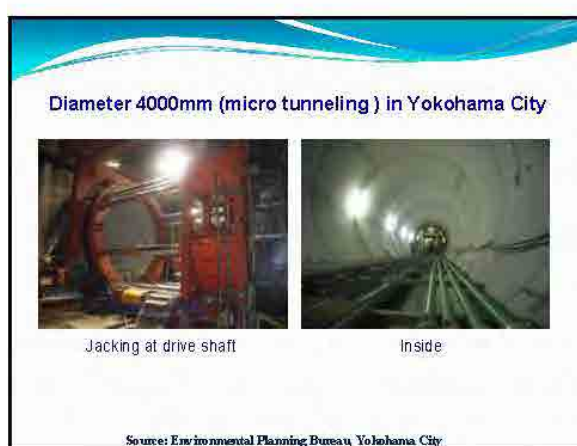 Diameter 4000mm (micro tunneling ) in Yokohama City
Jacking at drive shaft
Inside
Source: Environmental Planning Bureau, Yokohama City